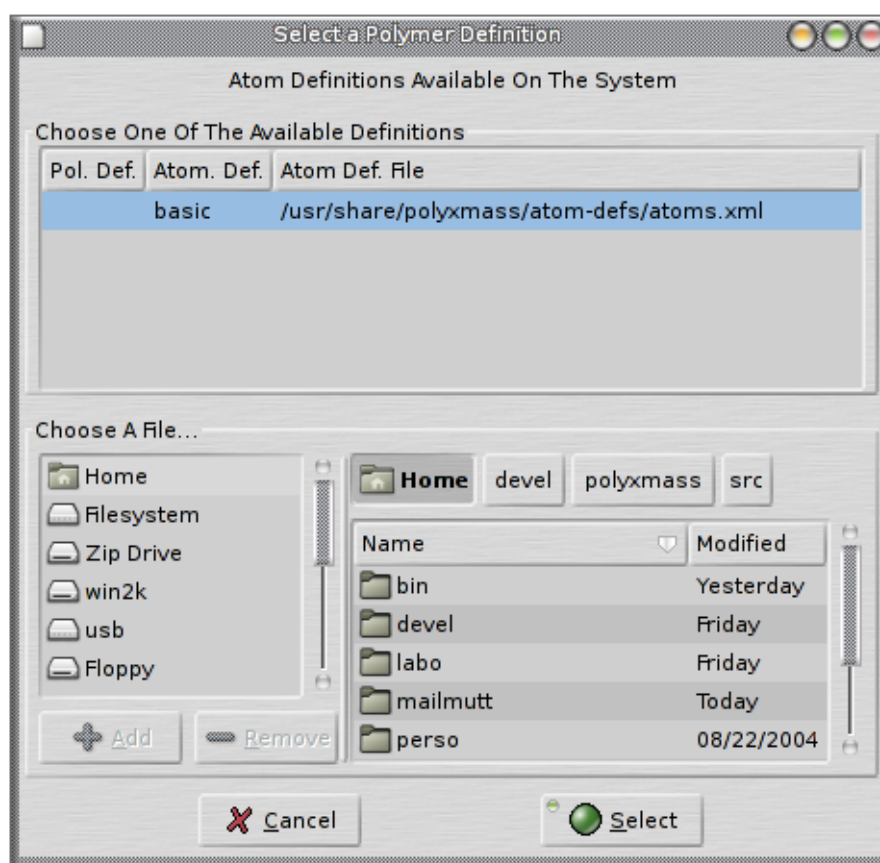 Select a Polymer Definition
Atom Definitions Available On The System
Choose One Of The Available Definitions
Pol. Def. Atom. Def. Atom Def. File
basic /usr/share/polyxmass/atom-defs/atoms.xml
Choose A File...
Home
Filesystem
Zip Drive
win2k
usb
Floppy
Add Remove
Home devel polyxmass src
Name Modified
bin Yesterday
devel Friday
labo Friday
mailmutt Today
perso 08/22/2004
Cancel Select